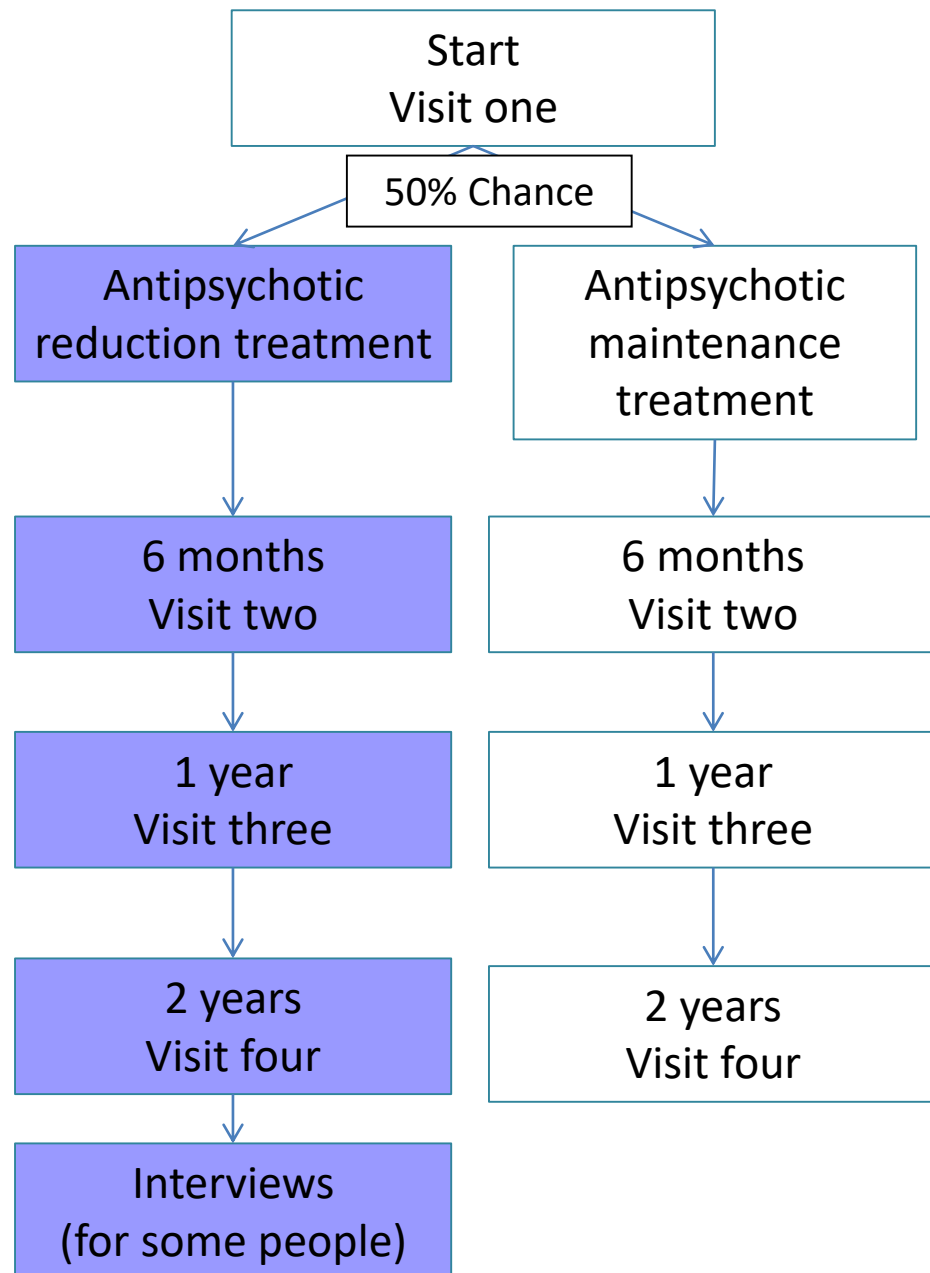 Start
Visit one
50% Chance
Antipsychotic
reduction treatment
Antipsychotic
maintenance
treatment
6 months
Visit two
6 months
Visit two
1 year
Visit three
1 year
Visit three
2 years
Visit four
2 years
Visit four
Interviews
(for some people)